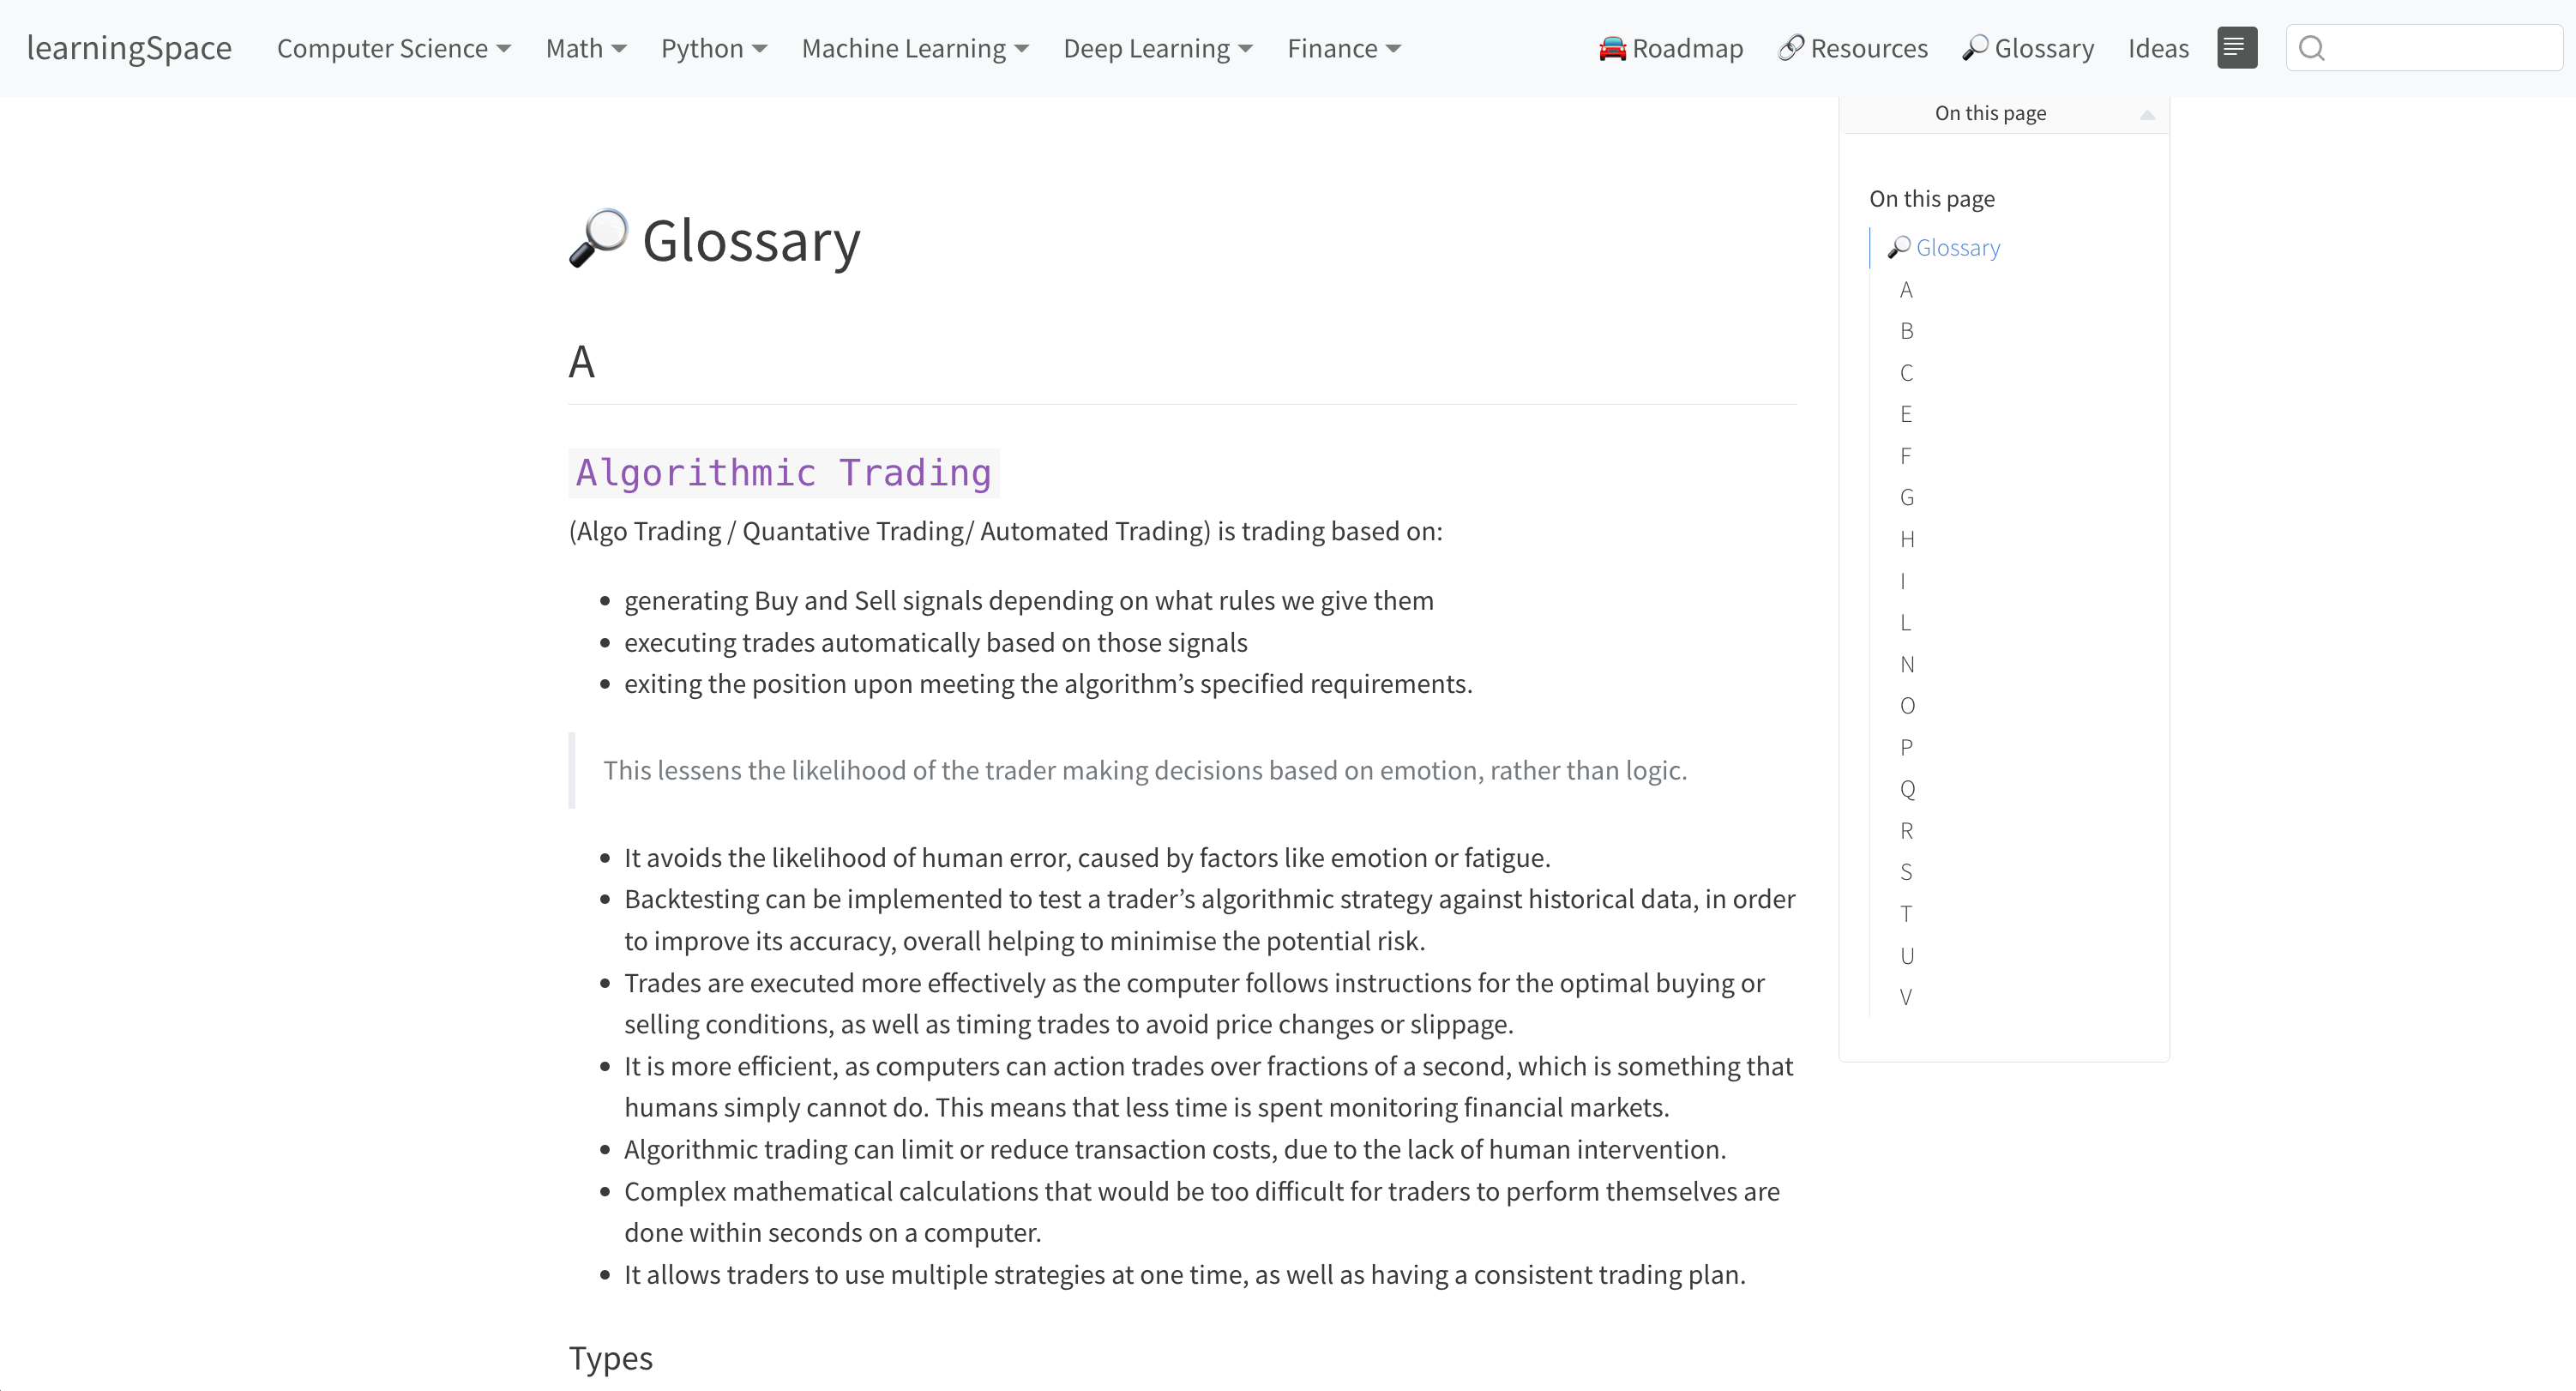 learningSpace Computer Science Math Python Machine Learning Deep Learning Finance Roadmap Resources Glossary Ideas
On this page
On this page
Glossary
A
B
C
E
F
G
H
I
L
N
O
P
Q
R
S
T
U
V
Glossary
A
Algorithmic Trading
(Algo Trading / Quantative Trading/ Automated Trading) is trading based on:
• generating Buy and Sell signals depending on what rules we give them
• executing trades automatically based on those signals
• exiting the position upon meeting the algorithm’s specified requirements.
This lessens the likelihood of the trader making decisions based on emotion, rather than logic.
• It avoids the likelihood of human error, caused by factors like emotion or fatigue.
• Backtesting can be implemented to test a trader’s algorithmic strategy against historical data, in order
to improve its accuracy, overall helping to minimise the potential risk.
• Trades are executed more effectively as the computer follows instructions for the optimal buying or
selling conditions, as well as timing trades to avoid price changes or slippage.
• It is more efficient, as computers can action trades over fractions of a second, which is something that
humans simply cannot do. This means that less time is spent monitoring financial markets.
• Algorithmic trading can limit or reduce transaction costs, due to the lack of human intervention.
• Complex mathematical calculations that would be too difficult for traders to perform themselves are
done within seconds on a computer.
• It allows traders to use multiple strategies at one time, as well as having a consistent trading plan.
Types